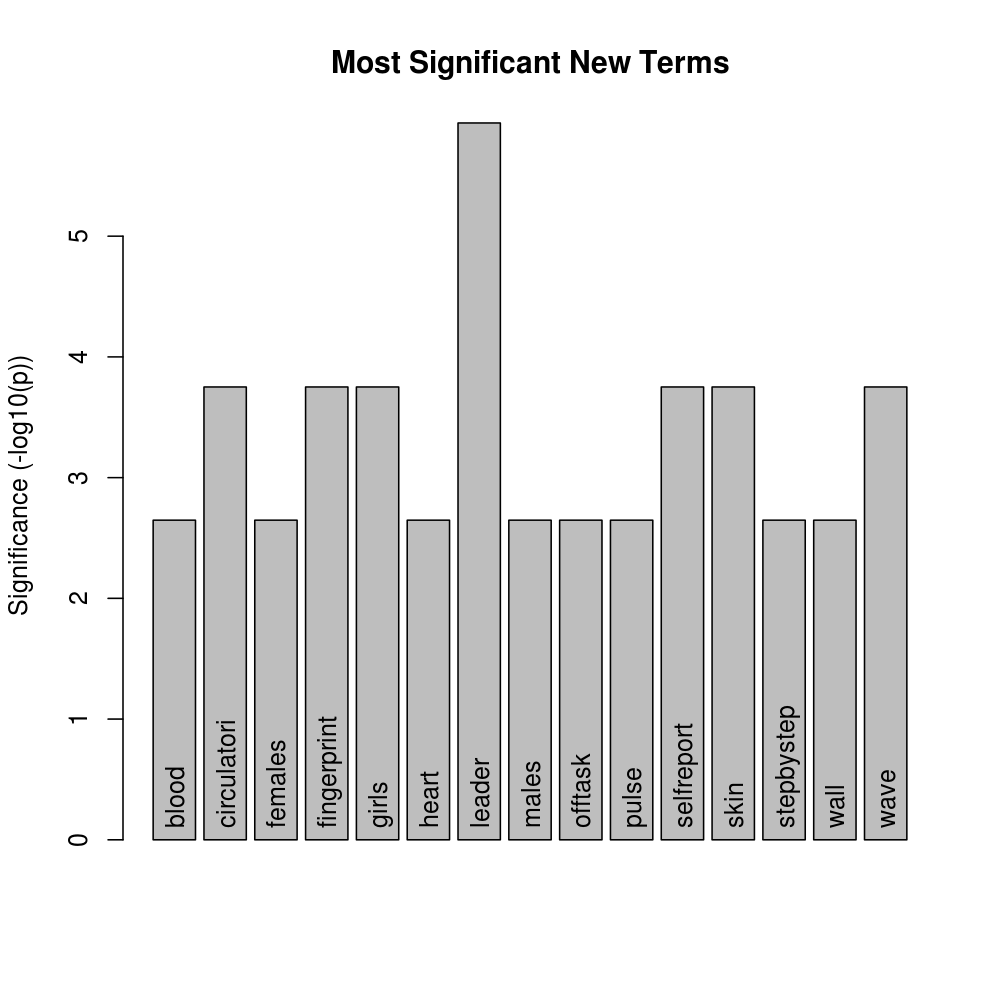 Most Significant New Terms
Significance (-log10(p))
5
4
3
2
1
0
blood
circulatori
females
fingerprint
girls
heart
leader
males
offtask
pulse
selfreport
skin
stepbystep
wall
wave